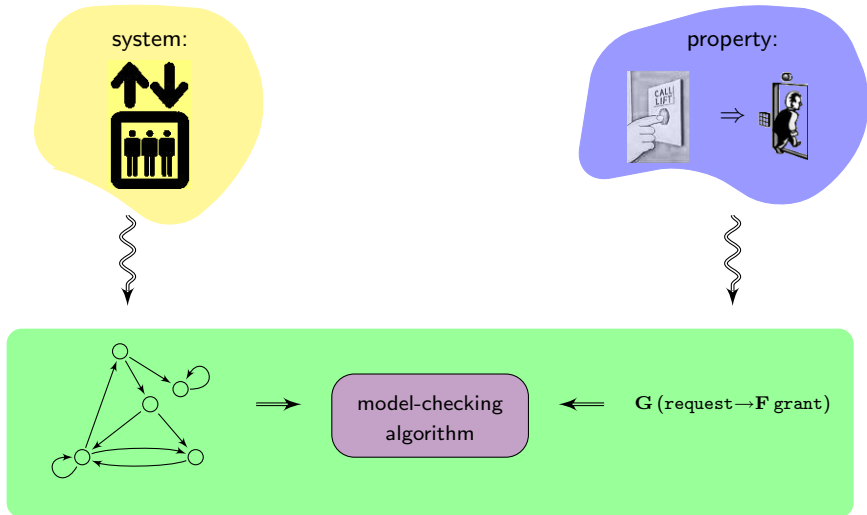 system:
property:
CALL
LIFT
⇒
model-checking
algorithm
G (request→F grant)